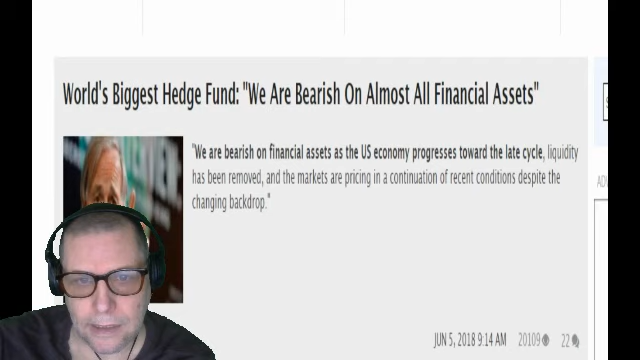 World's Biggest Hedge Fund: "We Are Bearish On Almost All Financial Assets"
"We are bearish on financial assets as the US economy progresses toward the late cycle, liquidity
has been removed, and the markets are pricing in a continuation of recent conditions despite the
changing backdrop."
JUN 5, 2018 9:14 AM 20109 22